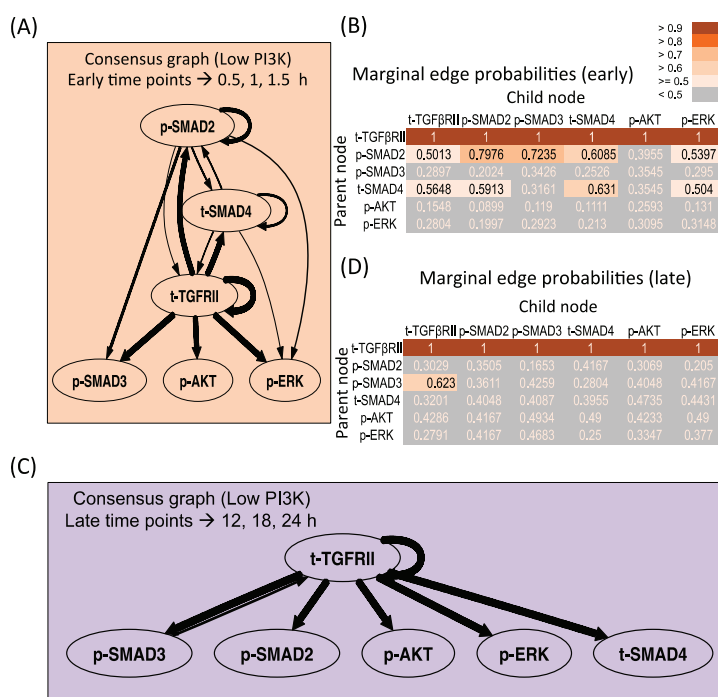 (A)
Consensus graph (Low PI3K)
Early time points → 0.5, 1, 1.5 h
p-SMAD2
t-SMAD4
t-TGFRII
p-SMAD3
p-AKT
p-ERK
(B)
> 0.9
> 0.8
> 0.7
> 0.6
>= 0.5
< 0.5
Marginal edge probabilities (early)
Child node
Parent node
t-TGFβRII p-SMAD2 p-SMAD3 t-SMAD4 p-AKT p-ERK
t-TGFβRII 1 1 1 1 1 1
p-SMAD2 0.5013 0.7976 0.7235 0.6085 0.3955 0.5397
p-SMAD3 0.2897 0.2024 0.3426 0.2526 0.3545 0.295
t-SMAD4 0.5648 0.5913 0.3161 0.631 0.3545 0.504
p-AKT 0.1548 0.0899 0.119 0.1111 0.2593 0.131
p-ERK 0.2804 0.1997 0.2923 0.213 0.3095 0.3148
(D)
Marginal edge probabilities (late)
Child node
Parent node
t-TGFβRII p-SMAD2 p-SMAD3 t-SMAD4 p-AKT p-ERK
t-TGFβRII 1 1 1 1 1 1
p-SMAD2 0.3029 0.3505 0.1653 0.4167 0.3069 0.205
p-SMAD3 0.623 0.3611 0.4259 0.2804 0.4048 0.4167
t-SMAD4 0.3201 0.4048 0.4087 0.3955 0.4735 0.4431
p-AKT 0.4286 0.4167 0.4934 0.49 0.4233 0.49
p-ERK 0.2791 0.4167 0.4683 0.25 0.3347 0.377
(C)
Consensus graph (Low PI3K)
Late time points → 12, 18, 24 h
t-TGFRII
p-SMAD3
p-SMAD2
p-AKT
p-ERK
t-SMAD4